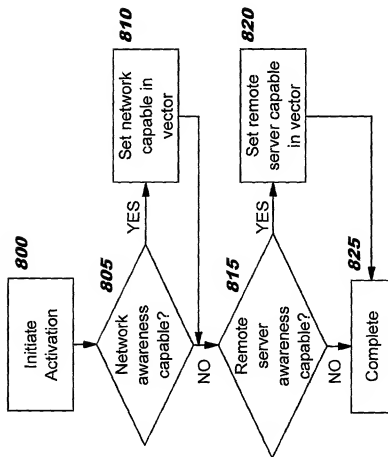 800
Initiate
Activation
805
Network
awareness
capable?
YES
810
Set network
capable in
vector
NO
815
Remote
server
awareness
capable?
YES
820
Set remote
server capable
in vector
NO
825
Complete